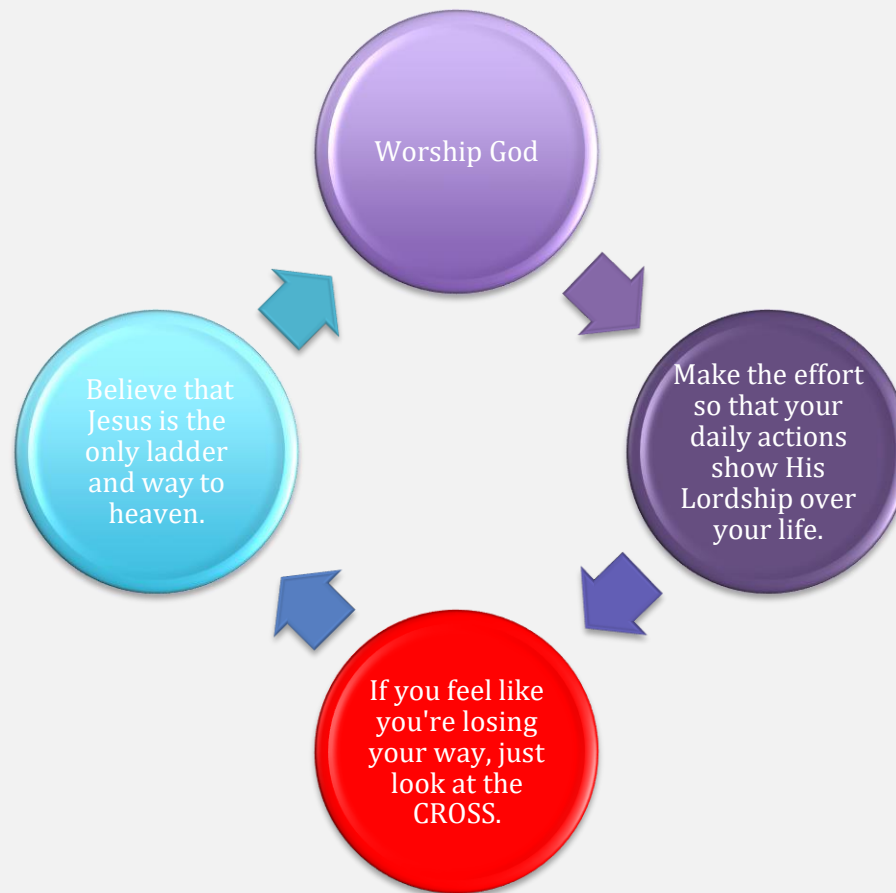 Worship God
Make the effort
so that your
daily actions
show His
Lordship over
your life.
If you feel like
you're losing
your way, just
look at the
CROSS.
Believe that
Jesus is the
only ladder
and way to
heaven.